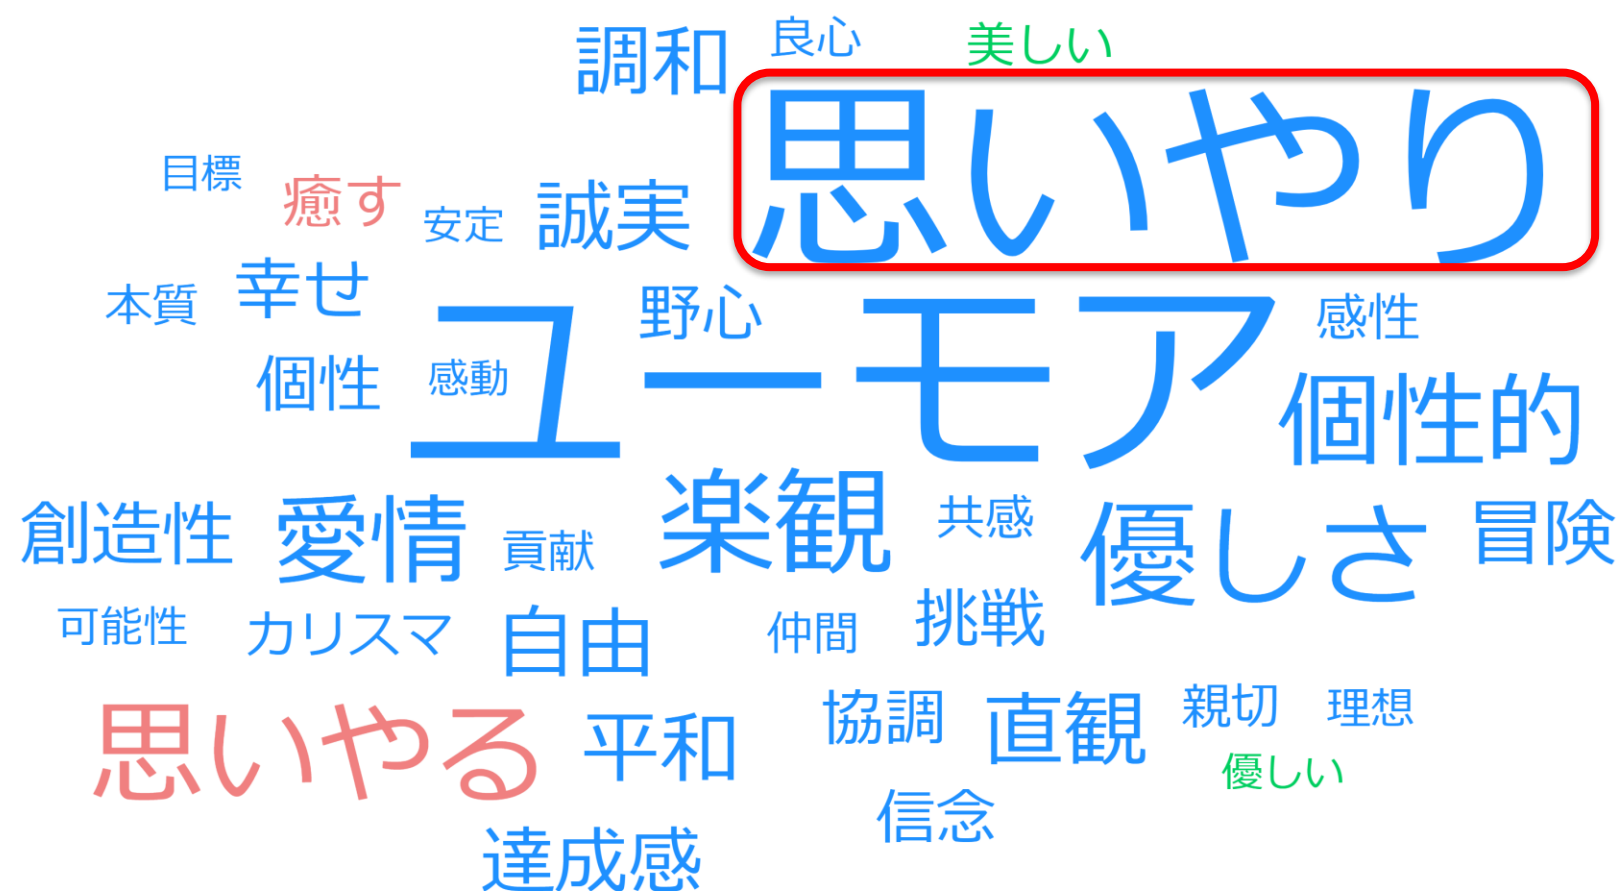 調和
良心
美しい
思いやり
目標
癒す
安定
誠実
本質
幸せ
野心
感性
ユーモア
個性
感動
個性的
創造性
愛情
貢献
楽観
共感
優しさ
冒険
可能性
カリスマ
自由
仲間
挑戦
思いやる
平和
協調
直観
親切
理想
優しい
信念
達成感